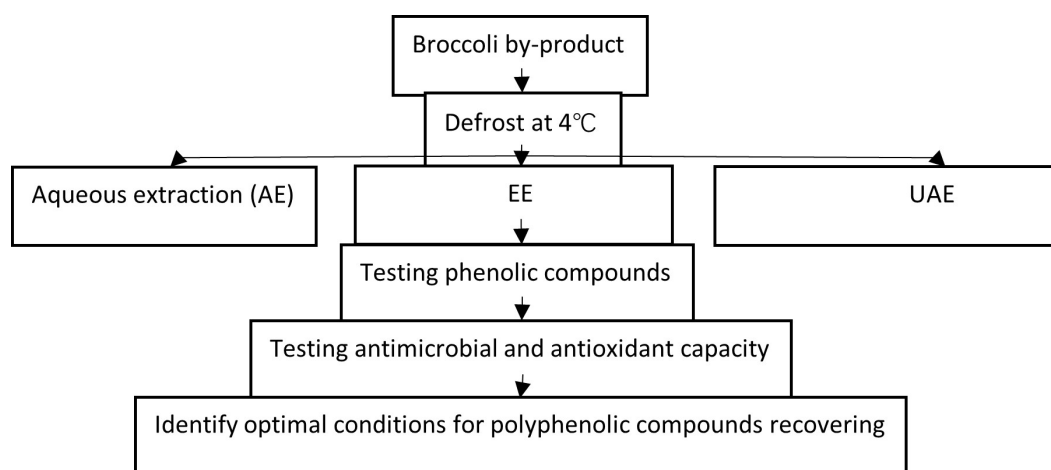 Broccoli by-product
Defrost at 4℃
Aqueous extraction (AE)
EE
UAE
Testing phenolic compounds
Testing antimicrobial and antioxidant capacity
Identify optimal conditions for polyphenolic compounds recovering